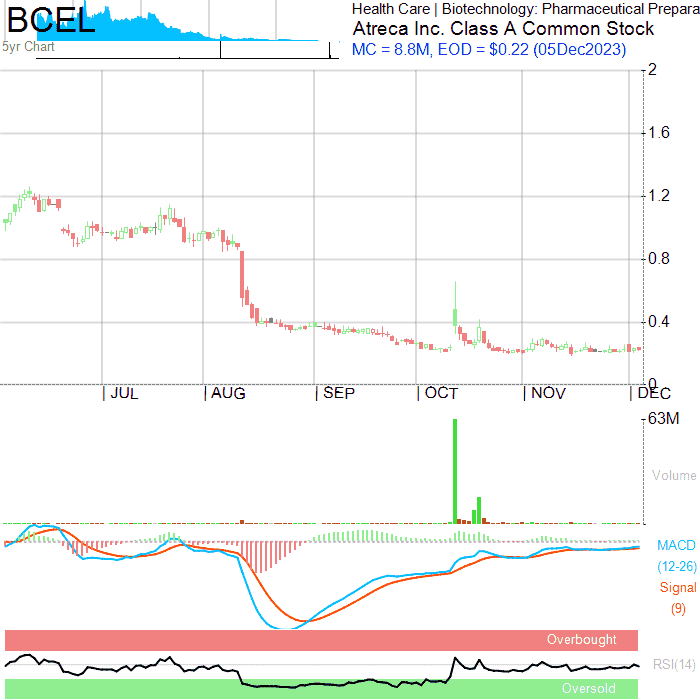 BCEL
5yr Chart
Health Care | Biotechnology: Pharmaceutical Prepara
Atreca Inc. Class A Common Stock
MC = 8.8M, EOD = $0.22 (05Dec2023)
2
1.6
1.2
0.8
0.4
0
| JUL | AUG | SEP | OCT | NOV | DEC
63M
Volume
MACD
(12-26)
Signal
(9)
Overbought
RSI(14)
Oversold